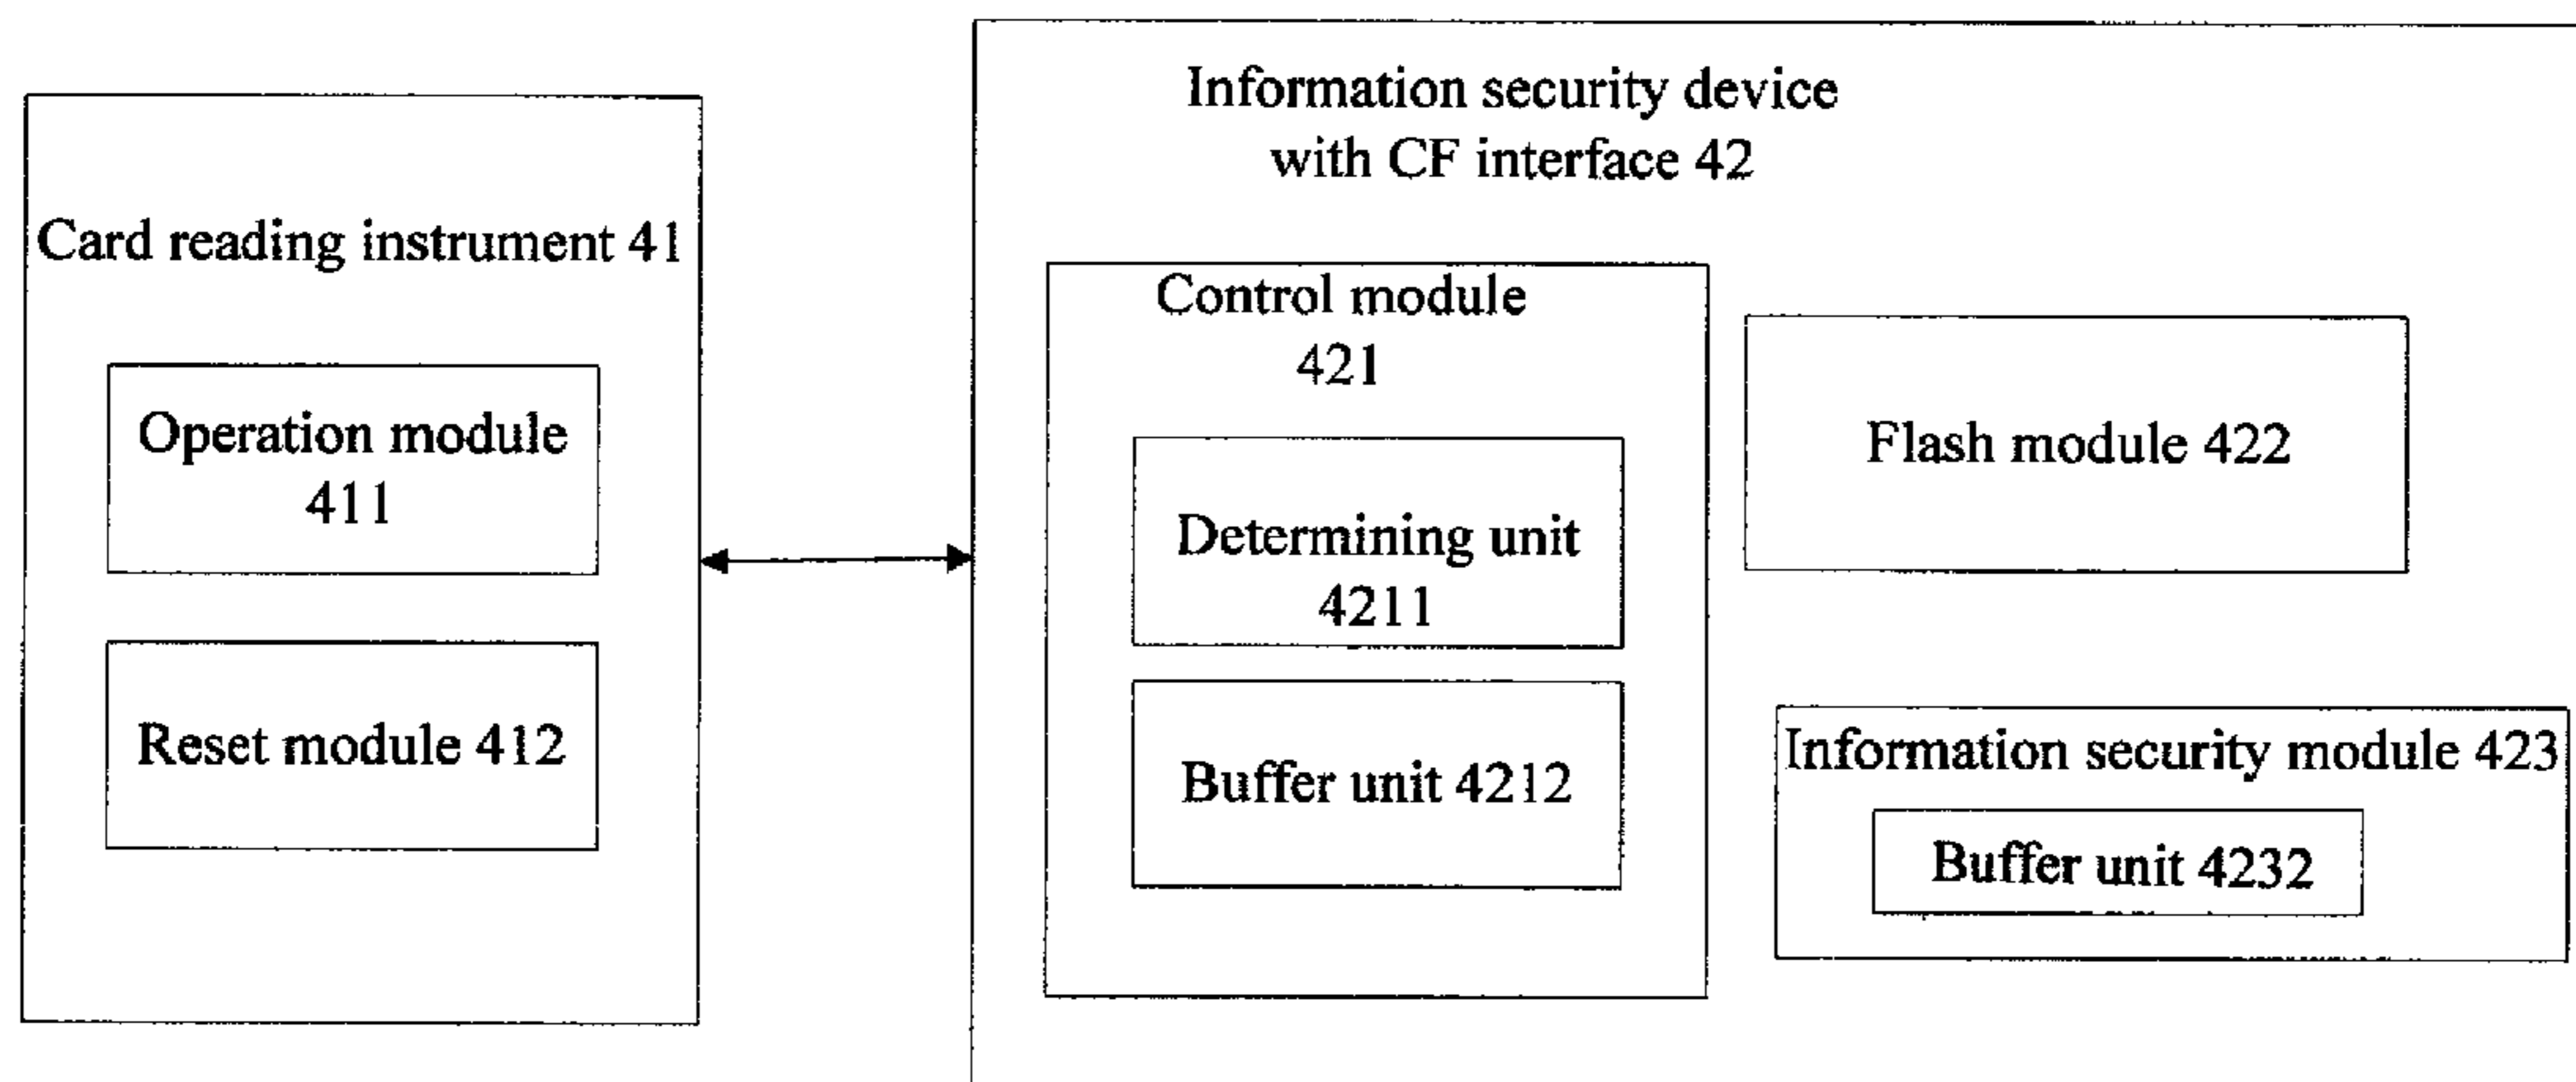 Card reading instrument 41
Operation module
411
Reset module 412
Information security device
with CF interface 42
Control module
421
Determining unit
4211
Buffer unit 4212
Flash module 422
Information security module 423
Buffer unit 4232